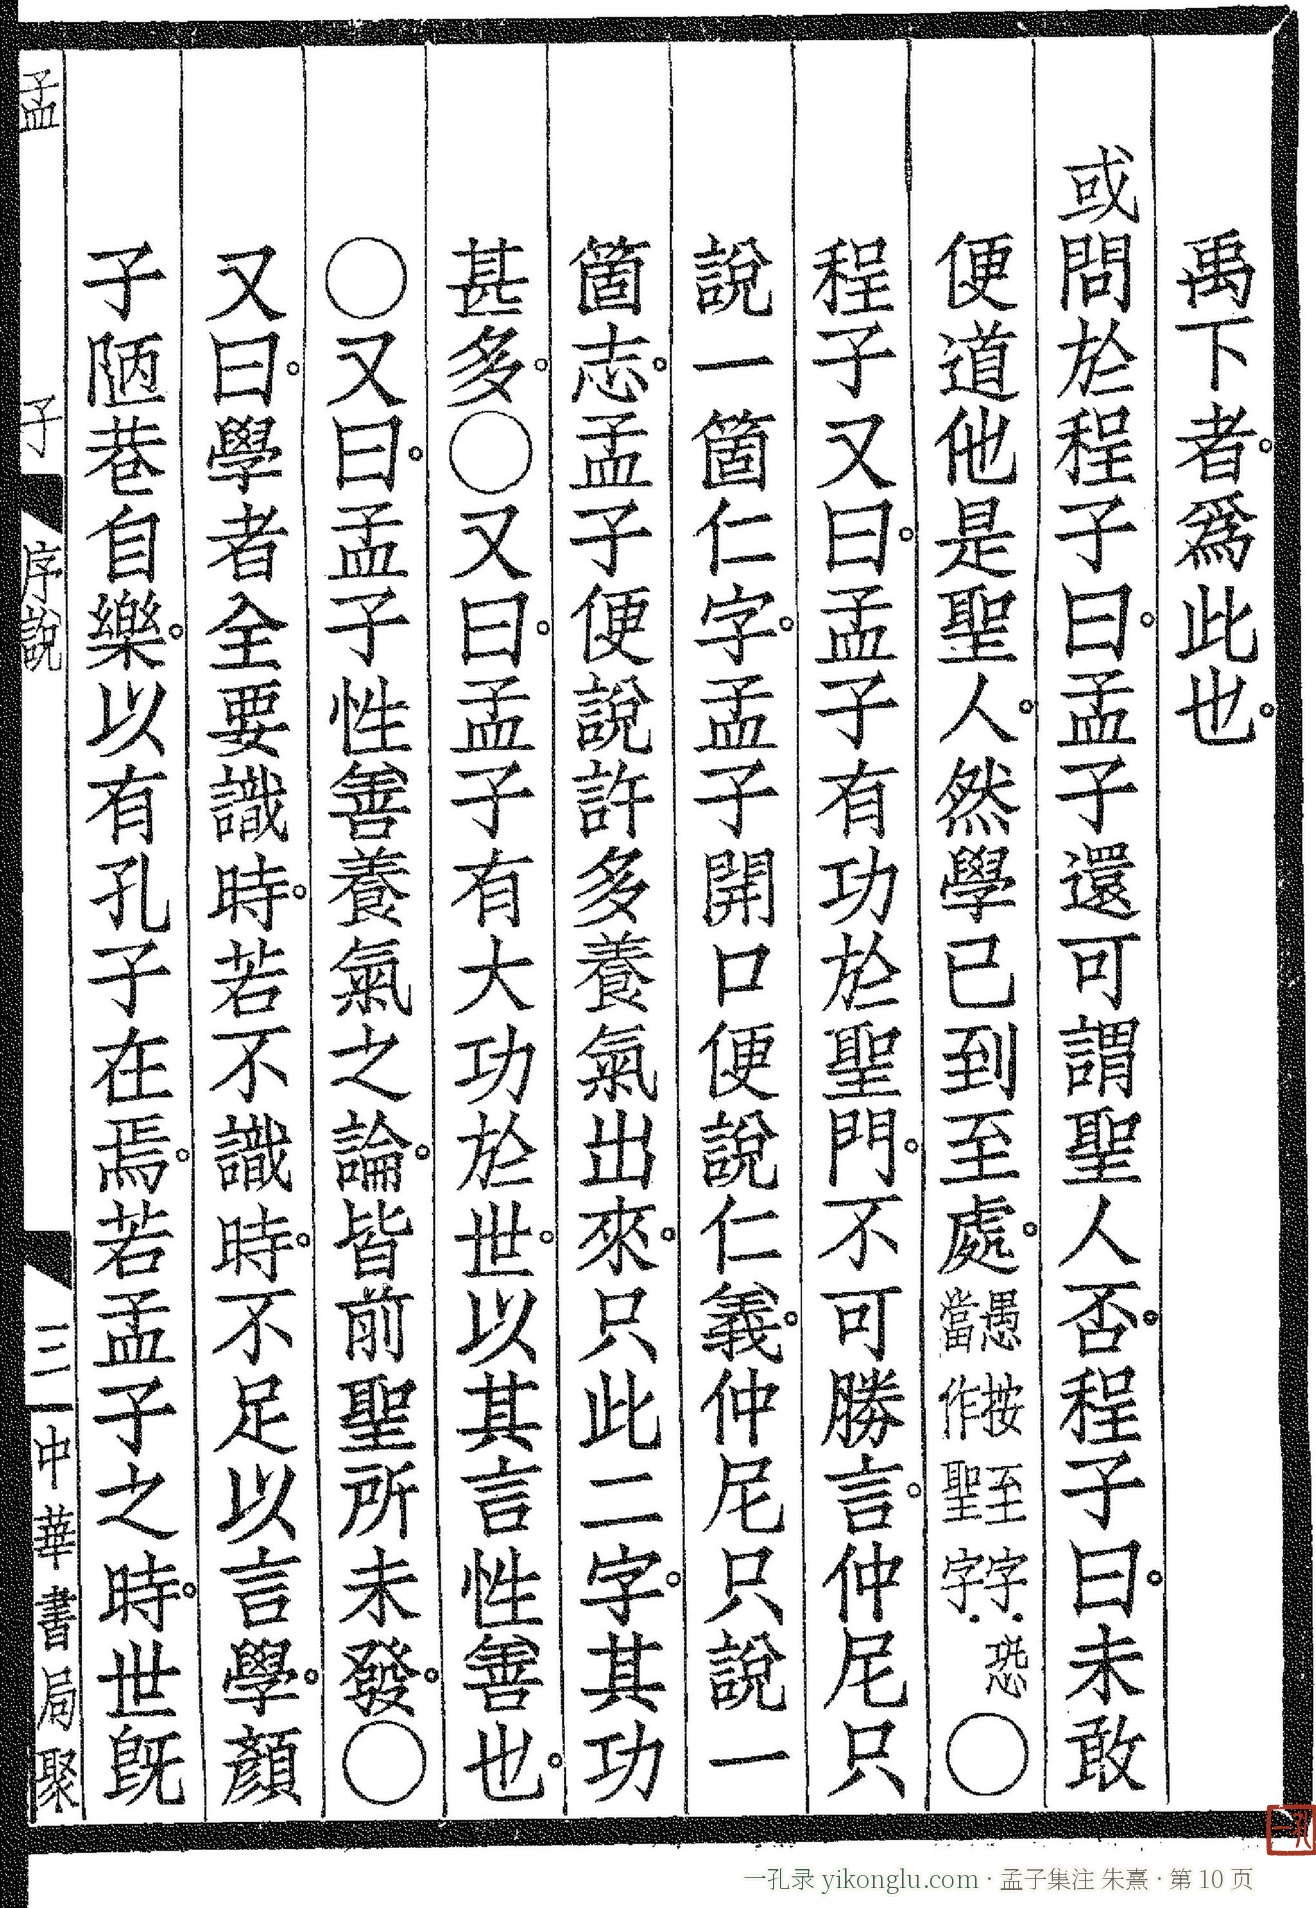 禹下者。爲此也。
或問於程子曰。孟子還可謂聖人否。程子曰。未敢
便道他是聖人。然學已到至處。愚按至字.恐當作聖字.○
程子又曰。孟子有功於聖門。不可勝言。仲尼只
說一箇仁字。孟子開口便說仁義。仲尼只說一
箇志。孟子便說許多養氣出來。只此二字。其功
甚多。○又曰。孟子有大功於世。以其言性善也。
○又曰。孟子性善養氣之論。皆前聖所未發。○
又曰。學者全要識時。若不識時。不足以言學。顏
子陋巷自樂。以有孔子在焉。若孟子之時。世旣
孟 子 序說 三 中華書局聚
一孔
一孔录 yikonglu.com · 孟子集注 朱熹 · 第 10 页